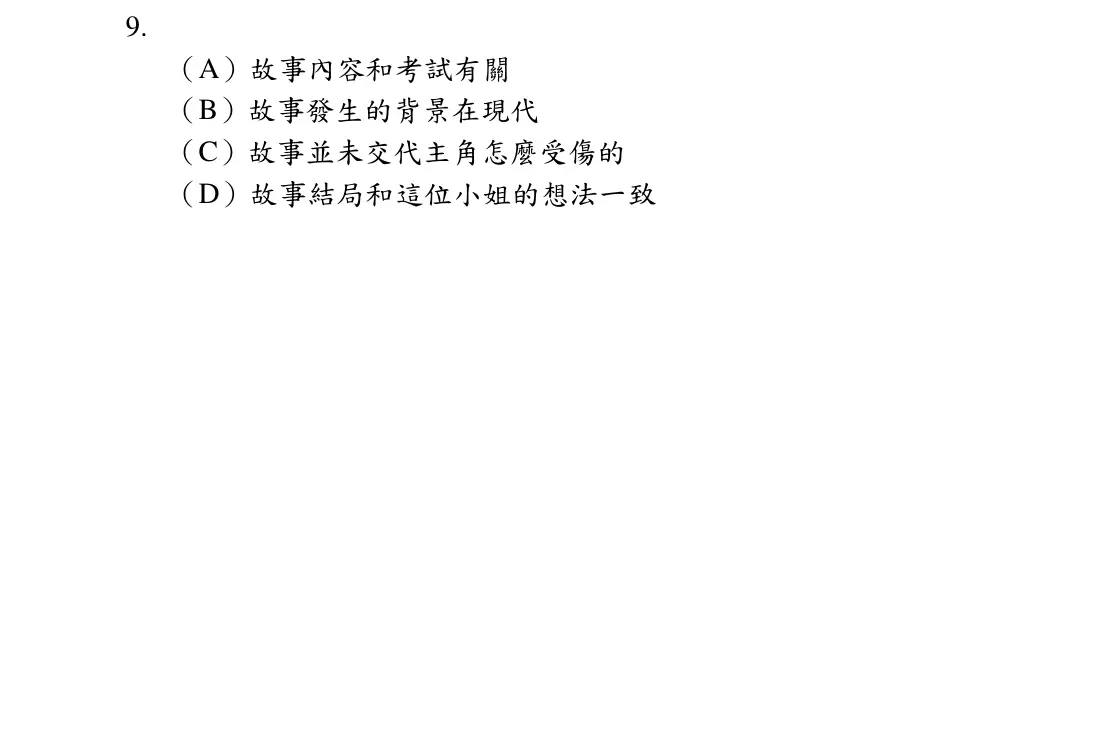 9.
（A）故事內容和考試有關
（B）故事發生的背景在現代
（C）故事並未交代主角怎麼受傷的
（D）故事結局和這位小姐的想法一致